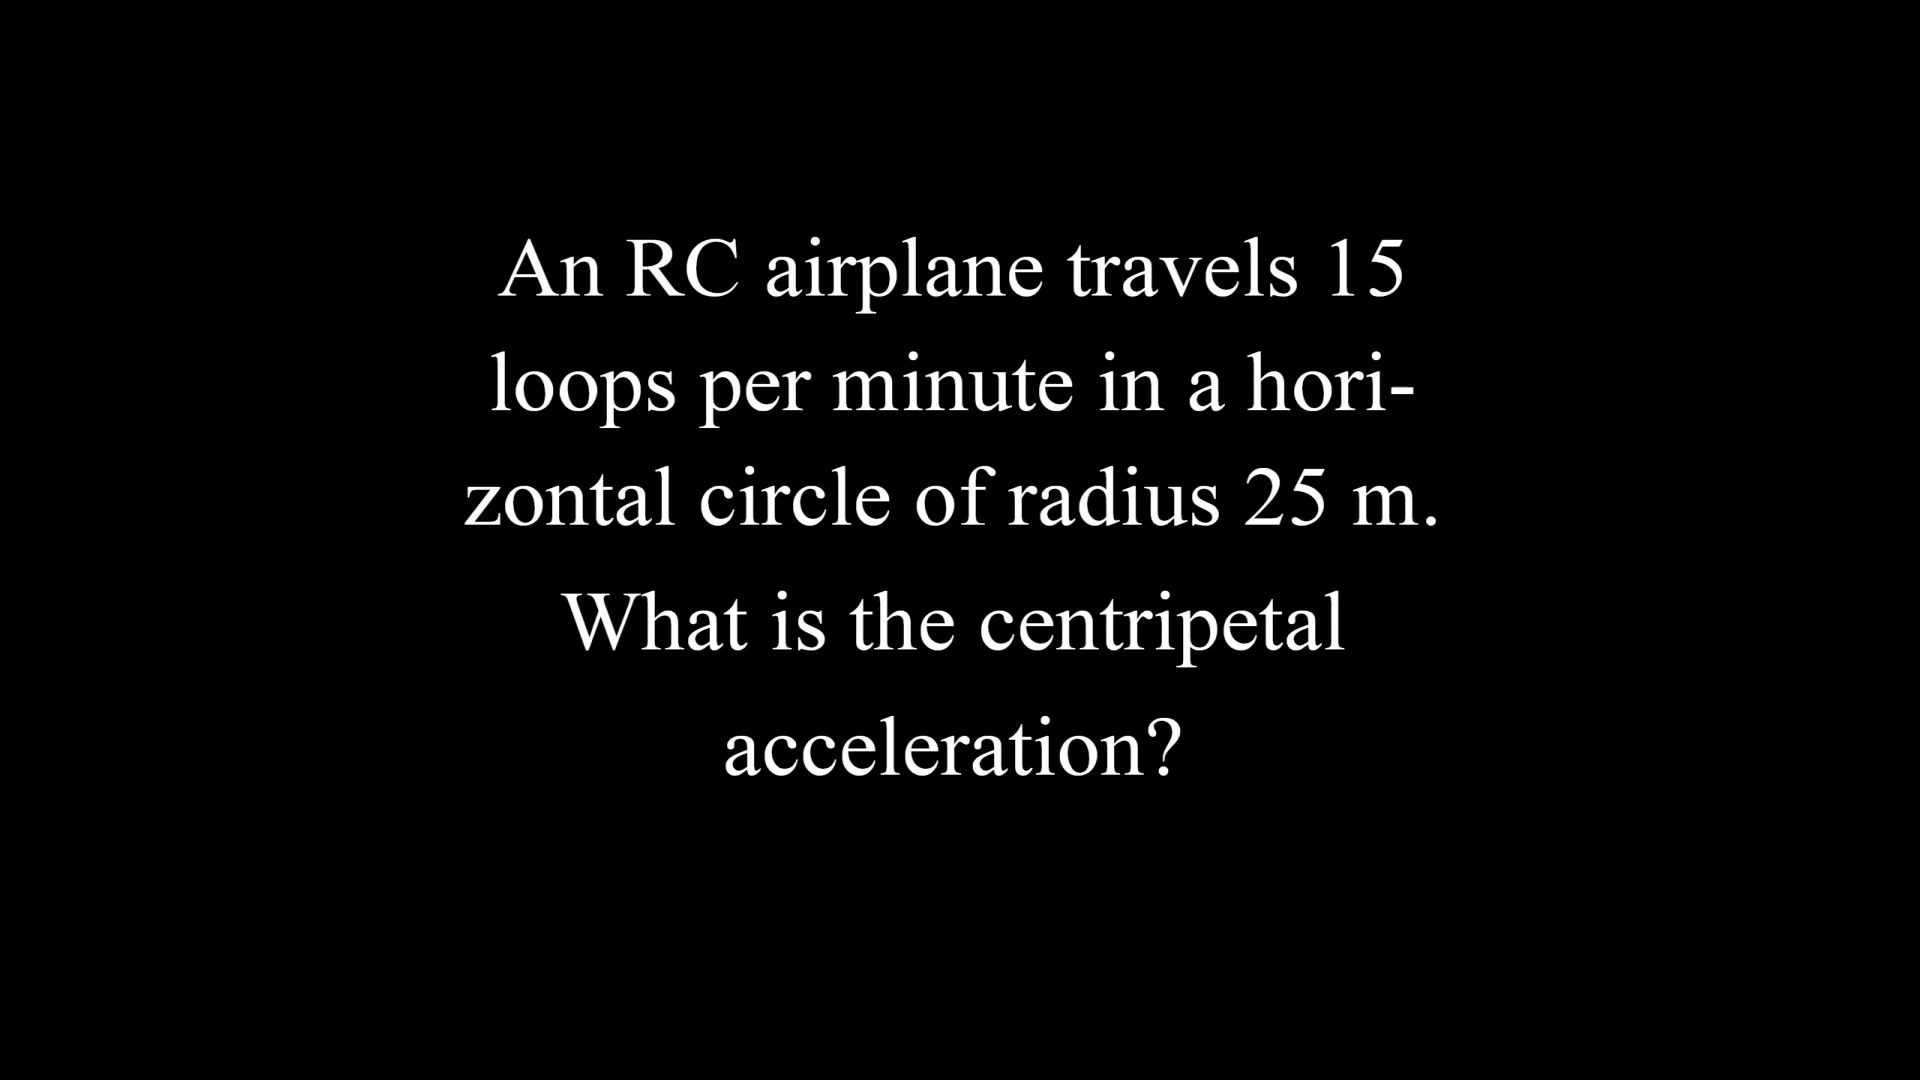 An RC airplane travels 15
loops per minute in a hori-
zontal circle of radius 25 m.
What is the centripetal
acceleration?